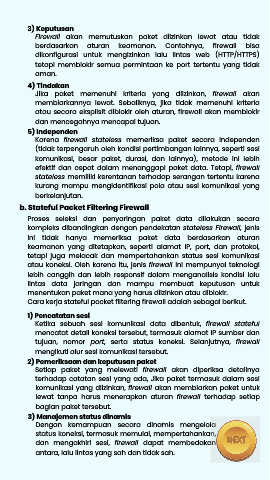 3) Keputusan
Firewall akan memutuskan paket diizinkan lewat atau tidak
berdasarkan aturan keamanan. Contohnya, firewall bisa
dikonfigurasi untuk mengizinkan lalu lintas web (HTTP/HTTPS)
tetapi memblokir semua permintaan ke port tertentu yang tidak
aman.
4) Tindakan
Jika paket memenuhi kriteria yang diizinkan, firewall akan
membiarkannya lewat. Sebaliknya, jika tidak memenuhi kriteria
atau secara eksplisit diblokir oleh aturan, firewall akan memblokir
dan mencegahnya mencapai tujuan.
5) Independen
Karena firewall stateless memeriksa paket secara independen
(tidak terpengaruh oleh kondisi pertimbangan lainnya, seperti sesi
komunikasi, besar paket, durasi, dan lainnya), metode ini lebih
efektif dan cepat dalam menanggapi paket data. Tetapi, firewall
stateless memiliki kerentanan terhadap serangan tertentu karena
kurang mampu mengidentifikasi pola atau sesi komunikasi yang
berkelanjutan.
b. Stateful Packet Filtering Firewall
Proses seleksi dan penyaringan paket data dilakukan secara
kompleks dibandingkan dengan pendekatan stateless Firewall, jenis
ini tidak hanya memeriksa paket data berdasarkan aturan
keamanan yang ditetapkan, seperti alamat IP, port, dan protokol,
tetapi juga melacak dan mempertahankan status sesi komunikasi
atau koneksi. Oleh karena itu, jenis firewall ini mempunyai teknologi
lebih canggih dan lebih responsif dalam menganalisis kondisi lalu
lintas data jaringan dan mampu membuat keputusan untuk
menentukan paket mana yang harus diizinkan atau diblokir.
Cara kerja stateful packet filtering firewall adalah sebagai berikut.
1) Pencatatan sesi
Ketika sebuah sesi komunikasi data dibentuk, firewall stateful
mencatat detail koneksi tersebut, termasuk alamat IP sumber dan
tujuan, nomor port, serta status koneksi. Selanjutnya, firewall
mengikuti alur sesi komunikasi tersebut.
2) Pemeriksaan dan keputusan paket
Setiap paket yang melewati firewall akan diperiksa detailnya
terhadap catatan sesi yang ada, Jika paket termasuk dalam sesi
komunikasi yang diizinkan, firewall akan membiarkan paket untuk
lewat tanpa harus menerapkan aturan firewall terhadap setiap
bagian paket tersebut.
3) Manajemen status dinamis
Dengan kemampuan secara dinamis mengelola
status koneksi, termasuk memulai, mempertahankan,
dan mengakhiri sesi, firewall dapat membedakan
antara, lalu lintas yang sah dan tidak sah.
NEXT